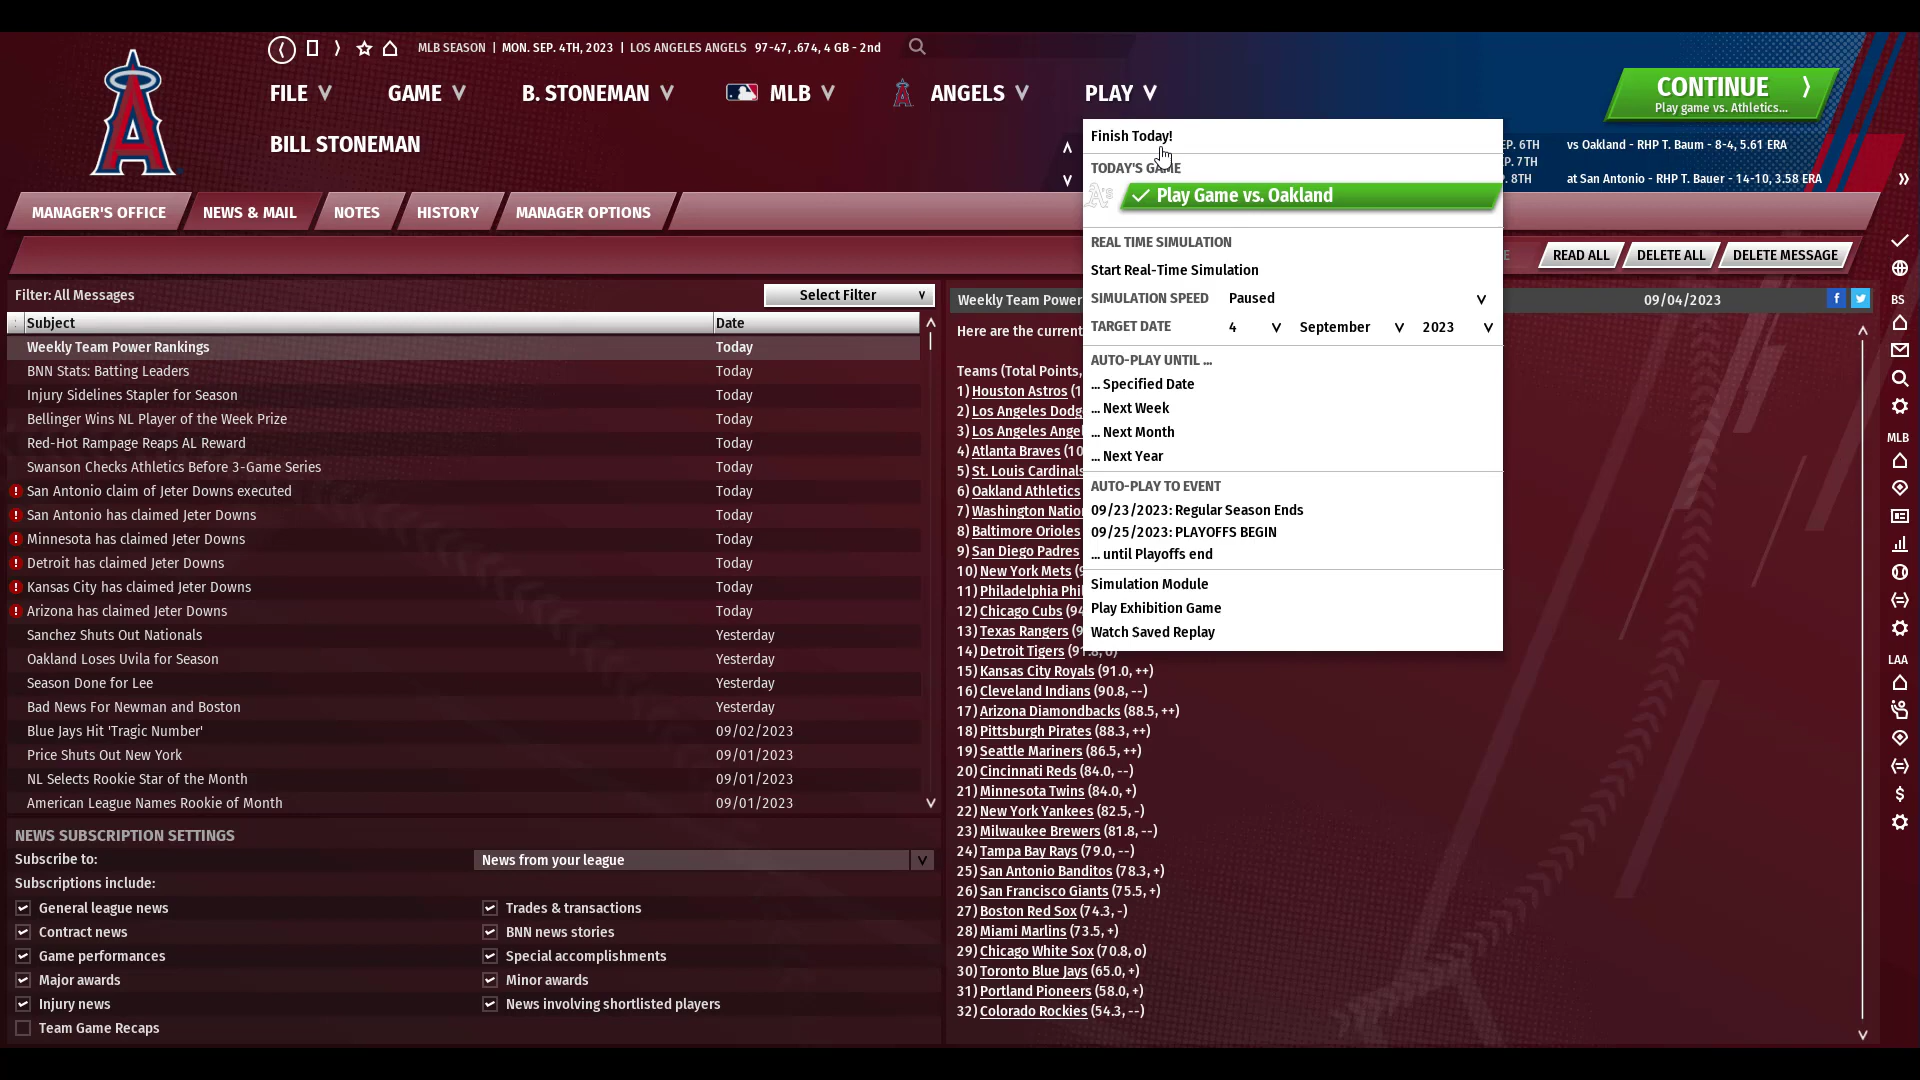 MLB SEASON | MON. SEP. 4TH, 2023 | LOS ANGELES ANGELS 97-47, .674, 4 GB - 2nd
FILE
GAME
B. STONEMAN
MLB
ANGELS
PLAY
CONTINUE
Play game vs. Athletics...
BILL STONEMAN
EP. 6TH vs Oakland - RHP T. Baum - 8-4, 5.61 ERA
P. 7TH
. 8TH at San Antonio - RHP T. Bauer - 14-10, 3.58 ERA
MANAGER'S OFFICE
NEWS & MAIL
NOTES
HISTORY
MANAGER OPTIONS
E
READ ALL
DELETE ALL
DELETE MESSAGE
Finish Today!
TODAY'S GAME
A's
Play Game vs. Oakland
REAL TIME SIMULATION
Start Real-Time Simulation
SIMULATION SPEED Paused
TARGET DATE 4 September 2023
AUTO-PLAY UNTIL ...
... Specified Date
... Next Week
... Next Month
... Next Year
AUTO-PLAY TO EVENT
09/23/2023: Regular Season Ends
09/25/2023: PLAYOFFS BEGIN
... until Playoffs end
Simulation Module
Play Exhibition Game
Watch Saved Replay
Filter: All Messages
Select Filter
Subject Date
Weekly Team Power Rankings Today
BNN Stats: Batting Leaders Today
Injury Sidelines Stapler for Season Today
Bellinger Wins NL Player of the Week Prize Today
Red-Hot Rampage Reaps AL Reward Today
Swanson Checks Athletics Before 3-Game Series Today
San Antonio claim of Jeter Downs executed Today
San Antonio has claimed Jeter Downs Today
Minnesota has claimed Jeter Downs Today
Detroit has claimed Jeter Downs Today
Kansas City has claimed Jeter Downs Today
Arizona has claimed Jeter Downs Today
Sanchez Shuts Out Nationals Yesterday
Oakland Loses Uvila for Season Yesterday
Season Done for Lee Yesterday
Bad News For Newman and Boston Yesterday
Blue Jays Hit 'Tragic Number' 09/02/2023
Price Shuts Out New York 09/01/2023
NL Selects Rookie Star of the Month 09/01/2023
American League Names Rookie of Month 09/01/2023
NEWS SUBSCRIPTION SETTINGS
Subscribe to: News from your league
Subscriptions include:
General league news
Trades & transactions
Contract news
BNN news stories
Game performances
Special accomplishments
Major awards
Minor awards
Injury news
News involving shortlisted players
Team Game Recaps
Weekly Team Power 09/04/2023
Here are the current
Teams (Total Points,
1) Houston Astros (1
2) Los Angeles Dodg
3) Los Angeles Angel
4) Atlanta Braves (10
5) St. Louis Cardinals
6) Oakland Athletics
7) Washington Nation
8) Baltimore Orioles
9) San Diego Padres
10) New York Mets (9
11) Philadelphia Phil
12) Chicago Cubs (94
13) Texas Rangers (9
14) Detroit Tigers (91.8, o)
15) Kansas City Royals (91.0, ++)
16) Cleveland Indians (90.8, --)
17) Arizona Diamondbacks (88.5, ++)
18) Pittsburgh Pirates (88.3, ++)
19) Seattle Mariners (86.5, ++)
20) Cincinnati Reds (84.0, --)
21) Minnesota Twins (84.0, +)
22) New York Yankees (82.5, -)
23) Milwaukee Brewers (81.8, --)
24) Tampa Bay Rays (79.0, --)
25) San Antonio Banditos (78.3, +)
26) San Francisco Giants (75.5, +)
27) Boston Red Sox (74.3, -)
28) Miami Marlins (73.5, +)
29) Chicago White Sox (70.8, o)
30) Toronto Blue Jays (65.0, +)
31) Portland Pioneers (58.0, +)
32) Colorado Rockies (54.3, --)
BS
MLB
LAA